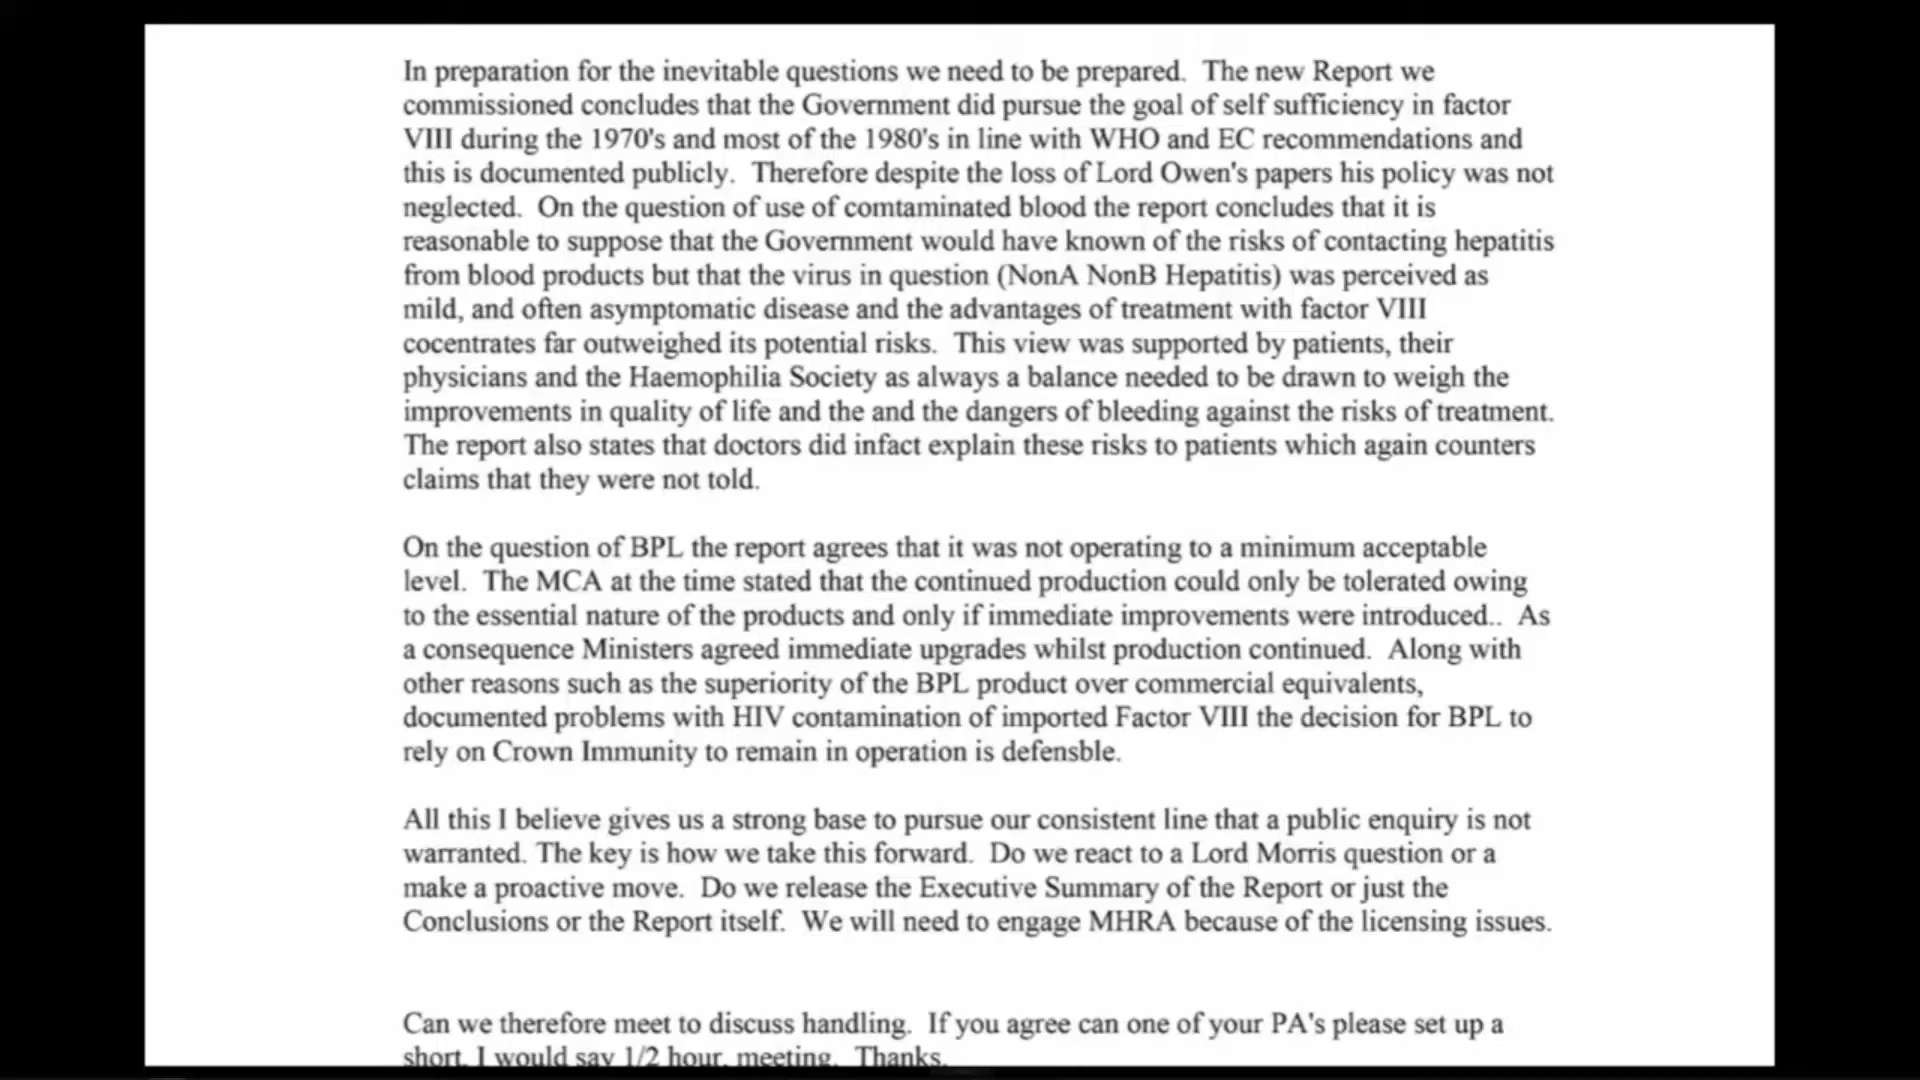 In preparation for the inevitable questions we need to be prepared.  The new Report we
commissioned concludes that the Government did pursue the goal of self sufficiency in factor
VIII during the 1970's and most of the 1980's in line with WHO and EC recommendations and
this is documented publicly.  Therefore despite the loss of Lord Owen's papers his policy was not
neglected.  On the question of use of comtaminated blood the report concludes that it is
reasonable to suppose that the Government would have known of the risks of contacting hepatitis
from blood products but that the virus in question (NonA NonB Hepatitis) was perceived as
mild, and often asymptomatic disease and the advantages of treatment with factor VIII
cocentrates far outweighed its potential risks.  This view was supported by patients, their
physicians and the Haemophilia Society as always a balance needed to be drawn to weigh the
improvements in quality of life and the and the dangers of bleeding against the risks of treatment.
The report also states that doctors did infact explain these risks to patients which again counters
claims that they were not told.
On the question of BPL the report agrees that it was not operating to a minimum acceptable
level.  The MCA at the time stated that the continued production could only be tolerated owing
to the essential nature of the products and only if immediate improvements were introduced..  As
a consequence Ministers agreed immediate upgrades whilst production continued.  Along with
other reasons such as the superiority of the BPL product over commercial equivalents,
documented problems with HIV contamination of imported Factor VIII the decision for BPL to
rely on Crown Immunity to remain in operation is defensble.
All this I believe gives us a strong base to pursue our consistent line that a public enquiry is not
warranted. The key is how we take this forward.  Do we react to a Lord Morris question or a
make a proactive move.  Do we release the Executive Summary of the Report or just the
Conclusions or the Report itself.  We will need to engage MHRA because of the licensing issues.
Can we therefore meet to discuss handling.  If you agree can one of your PA's please set up a
short, I would say 1/2 hour, meeting.  Thanks.